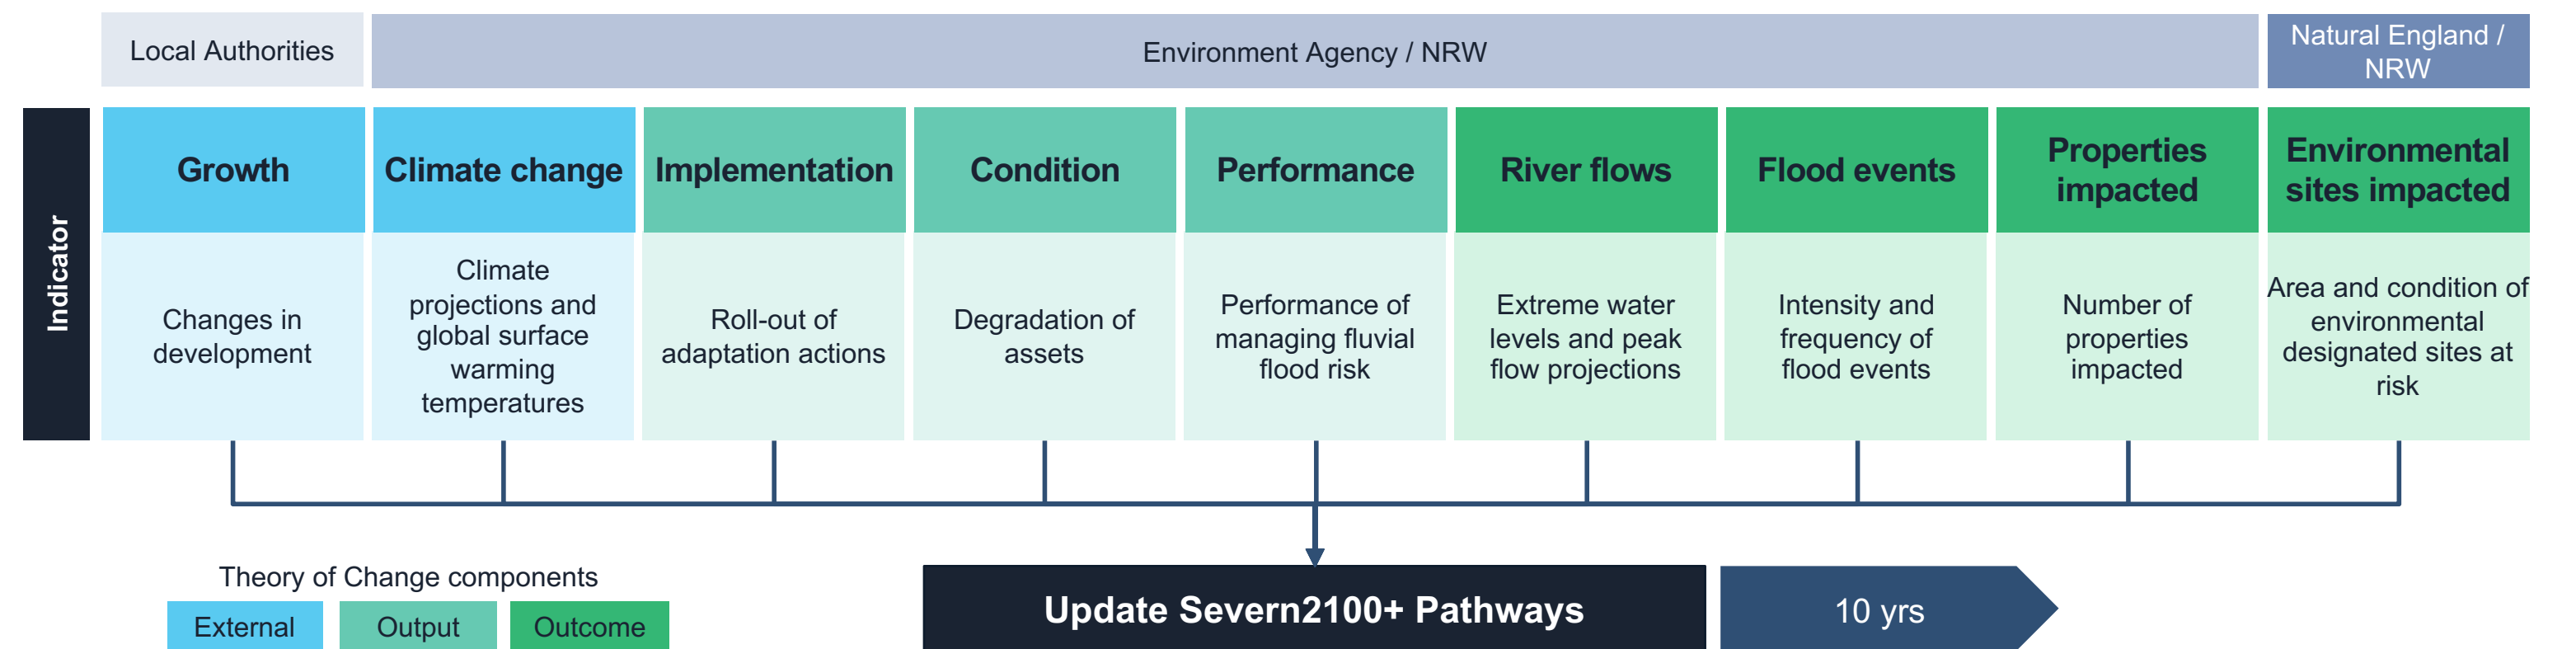 Local Authorities
Environment Agency / NRW
Natural England /
NRW
Indicator
Growth
Changes in
development
Climate change
Climate
projections and
global surface
warming
temperatures
Implementation
Roll-out of
adaptation actions
Condition
Degradation of
assets
Performance
Performance of
managing fluvial
flood risk
River flows
Extreme water
levels and peak
flow projections
Flood events
Intensity and
frequency of
flood events
Properties
impacted
Number of
properties
impacted
Environmental
sites impacted
Area and condition of
environmental
designated sites at
risk
Theory of Change components
External
Output
Outcome
Update Severn2100+ Pathways
10 yrs